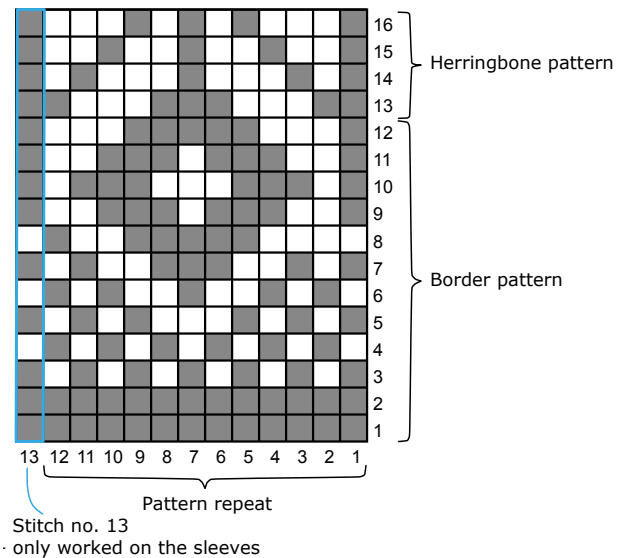 16
15
14
13
12
11
10
9
8
7
6
5
4
3
2
1
Herringbone pattern
Border pattern
13 12 11 10 9 8 7 6 5 4 3 2 1
Pattern repeat
Stitch no. 13
only worked on the sleeves